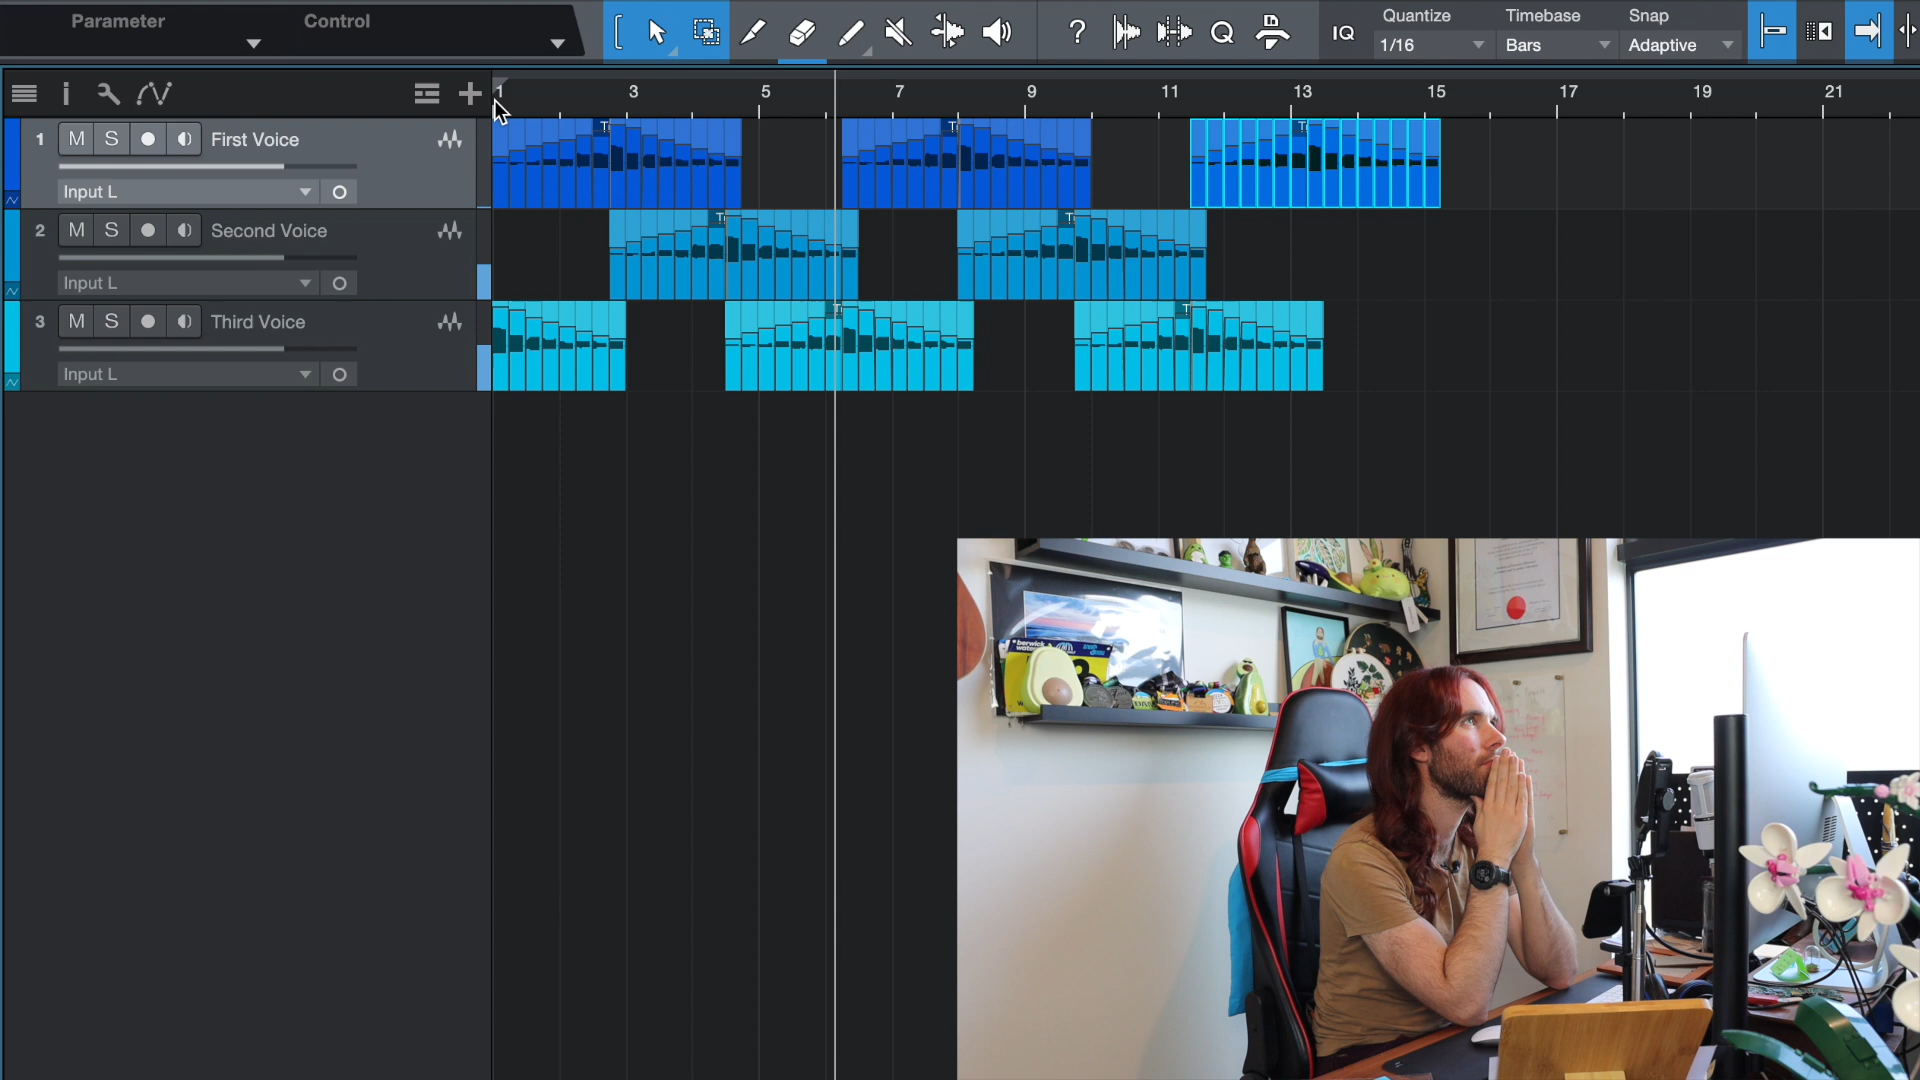 Parameter
Control
Quantize
Timebase
Snap
IQ
1/16
Bars
Adaptive
1
3
5
7
9
11
13
15
17
19
21
1
M
S
First Voice
Input L
2
M
S
Second Voice
Input L
3
M
S
Third Voice
Input L